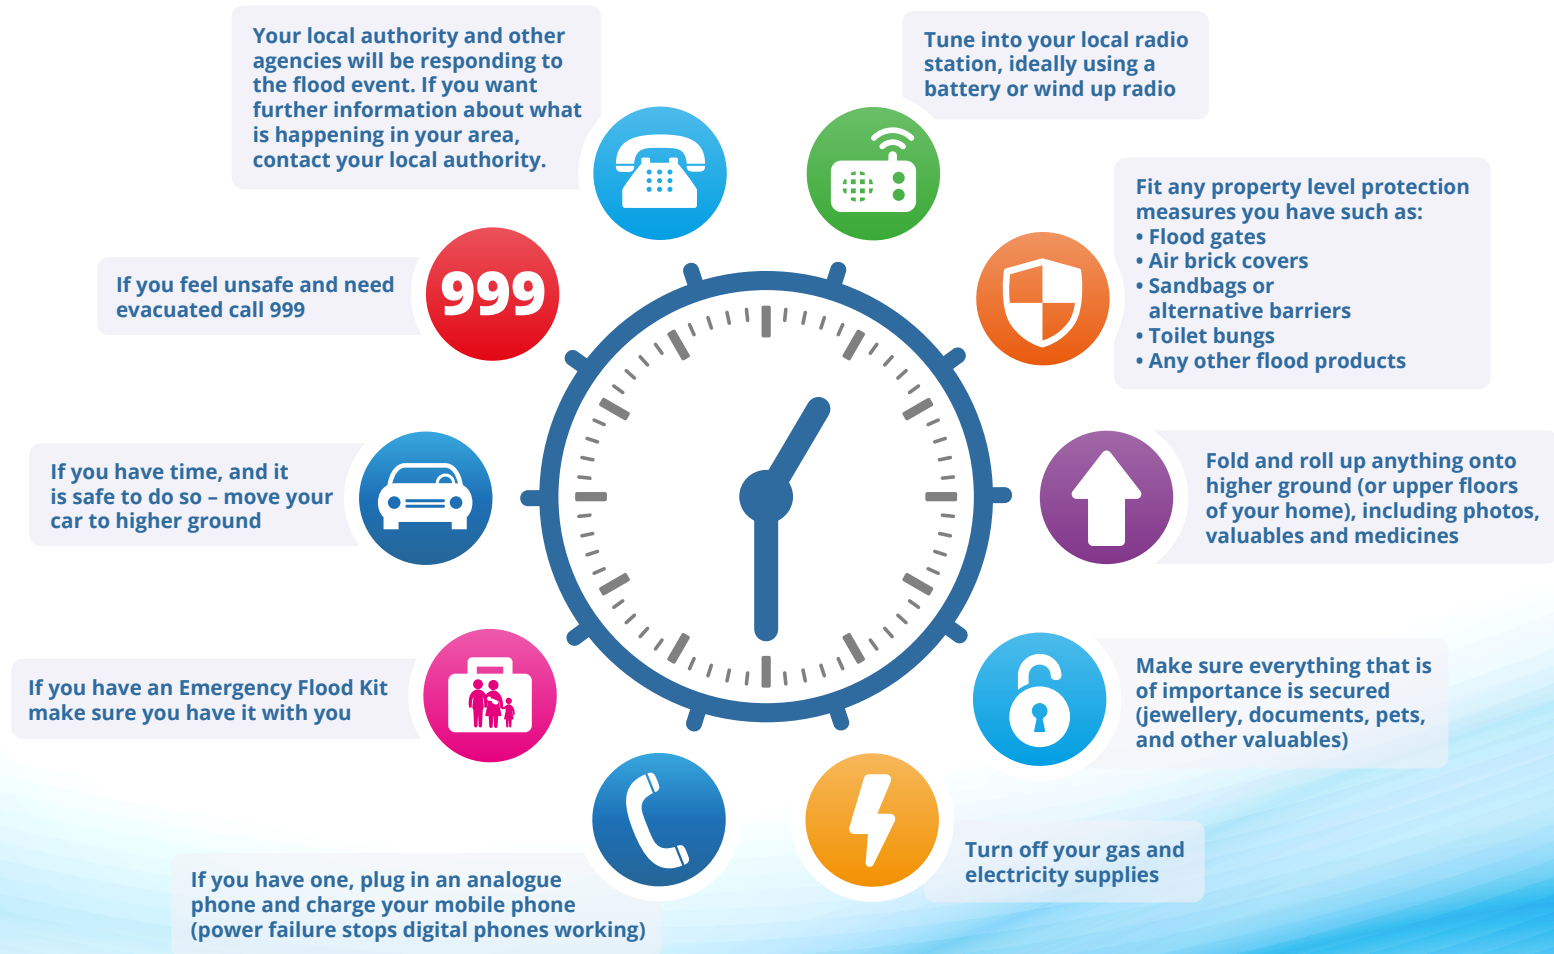 Your local authority and other
agencies will be responding to
the flood event. If you want
further information about what
is happening in your area,
contact your local authority.
Tune into your local radio
station, ideally using a
battery or wind up radio
Fit any property level protection
measures you have such as:
• Flood gates
• Air brick covers
• Sandbags or
alternative barriers
• Toilet bungs
• Any other flood products
If you feel unsafe and need
evacuated call 999
999
If you have time, and it
is safe to do so – move your
car to higher ground
Fold and roll up anything onto
higher ground (or upper floors
of your home), including photos,
valuables and medicines
If you have an Emergency Flood Kit
make sure you have it with you
Make sure everything that is
of importance is secured
(jewellery, documents, pets,
and other valuables)
If you have one, plug in an analogue
phone and charge your mobile phone
(power failure stops digital phones working)
Turn off your gas and
electricity supplies